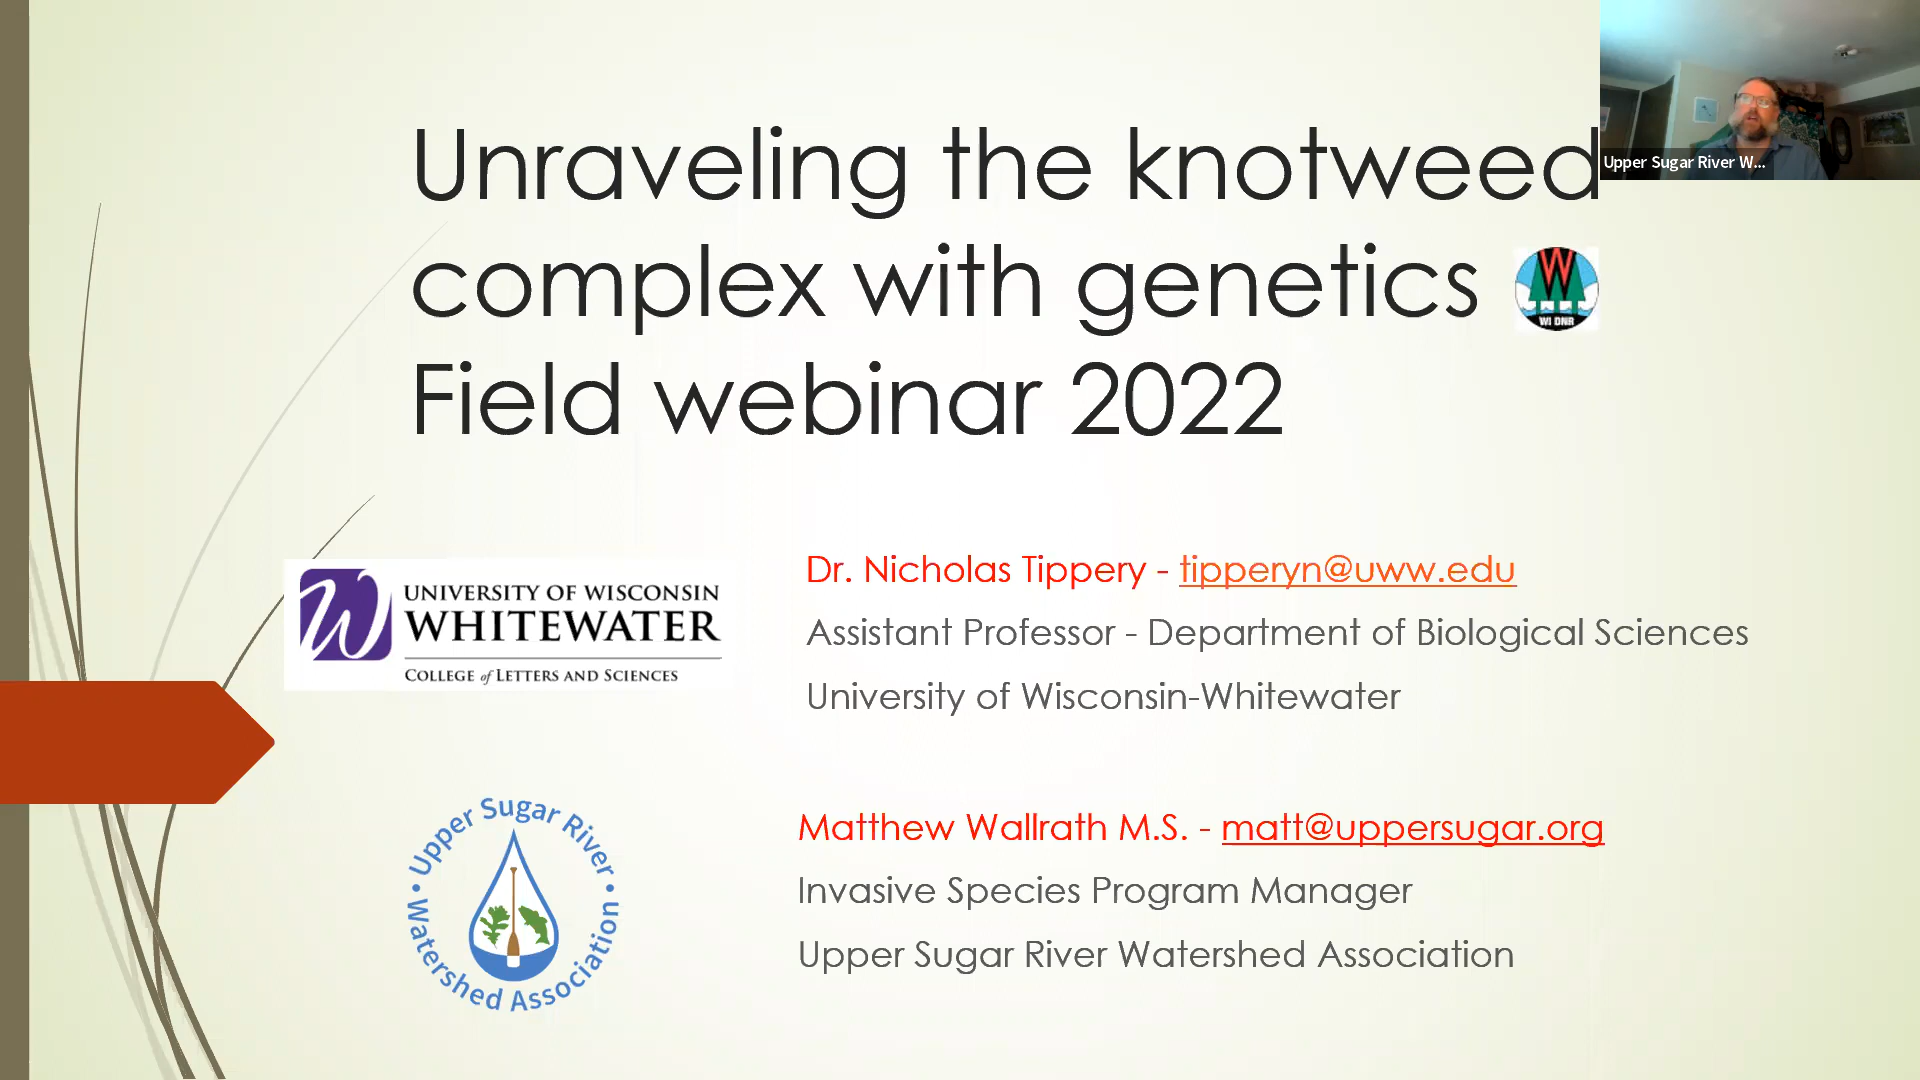 Unraveling the knotweed
complex with genetics
Field webinar 2022
WI DNR
Upper Sugar River W...
UNIVERSITY OF WISCONSIN
WHITEWATER
COLLEGE of LETTERS AND SCIENCES
Dr. Nicholas Tippery - tipperyn@uww.edu
Assistant Professor - Department of Biological Sciences
University of Wisconsin-Whitewater
Upper Sugar River
Watershed Association
Matthew Wallrath M.S. - matt@uppersugar.org
Invasive Species Program Manager
Upper Sugar River Watershed Association